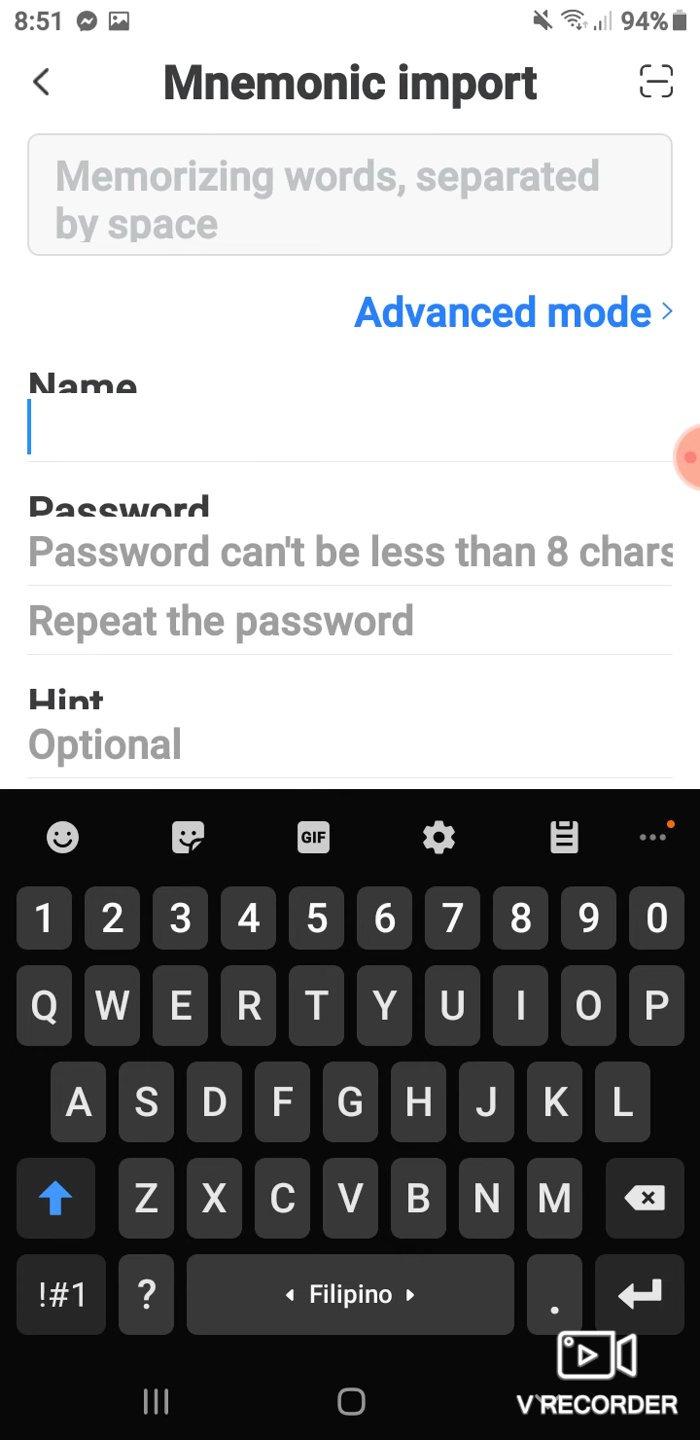 8:51 94%
Mnemonic import
Memorizing words, separated
by space
Advanced mode
Name
Password
Password can't be less than 8 chars
Repeat the password
Hint
Optional
GIF
1 2 3 4 5 6 7 8 9 0
Q W E R T Y U I O P
A S D F G H J K L
Z X C V B N M
!#1 ? Filipino .
V RECORDER